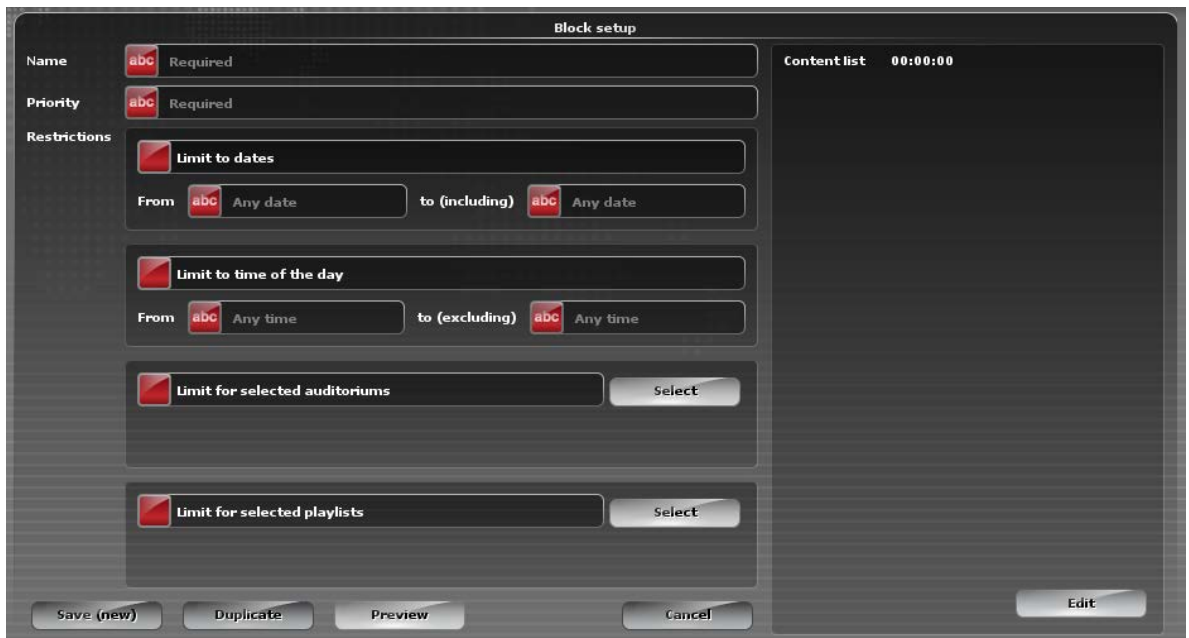 Block setup
Name abc Required
Priority abc Required
Restrictions
Limit to dates
From abc Any date to (including) abc Any date
Limit to time of the day
From abc Any time to (excluding) abc Any time
Limit for selected auditoriums Select
Limit for selected playlists Select
Save (new) Duplicate Preview Cancel
Content list 00:00:00
Edit